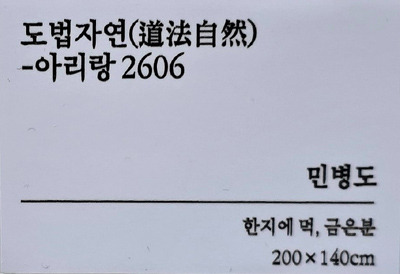 도법자연(道法自然)
-아리랑 2606
민병도
한지에 먹, 금은분
200×140cm